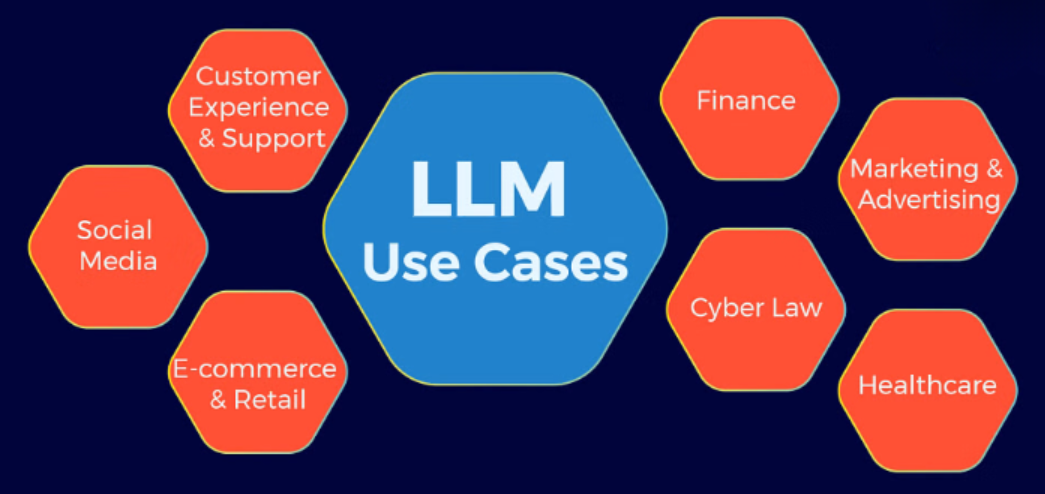 Customer
Experience
& Support
Social
Media
E-commerce
& Retail
LLM
Use Cases
Finance
Marketing &
Advertising
Cyber Law
Healthcare